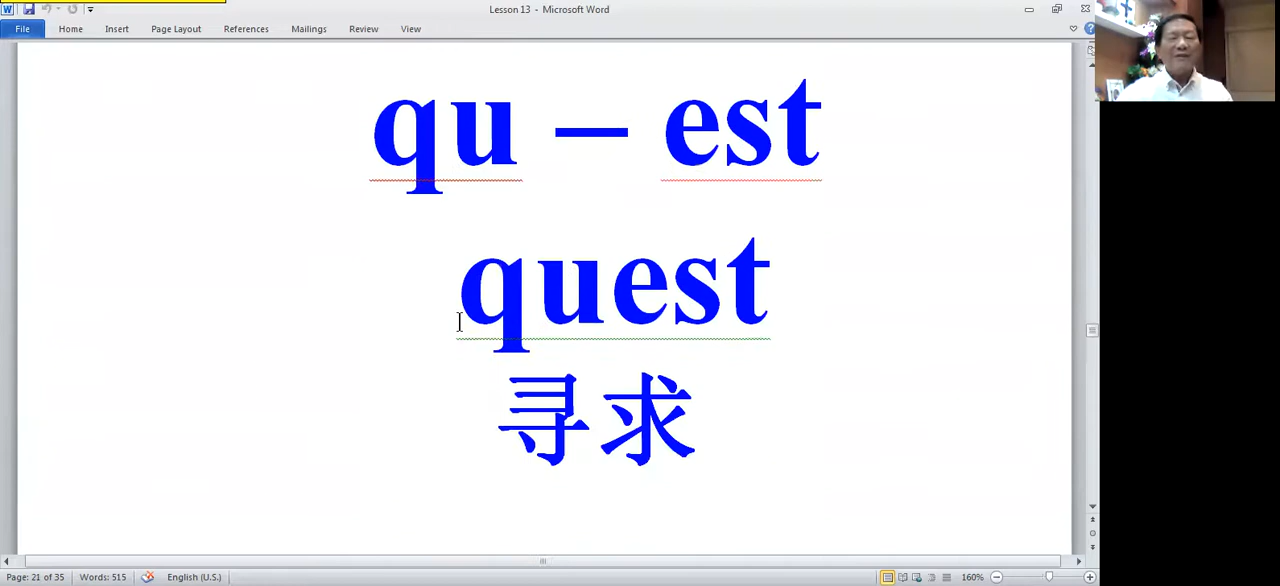 Lesson 13 - Microsoft Word
File Home Insert Page Layout References Mailings Review View
qu – est
quest
寻求
Page: 21 of 35 Words: 515 English (U.S.) 160%